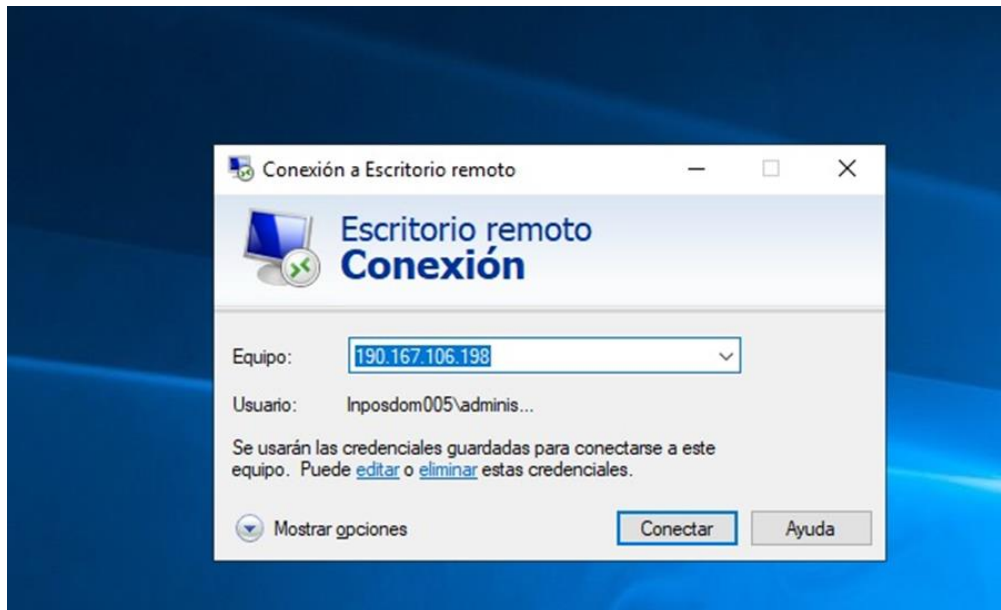 Conexión a Escritorio remoto
Escritorio remoto
Conexión
Equipo: 190.167.106.198
Usuario: Inposdom005\adminis...
Se usarán las credenciales guardadas para conectarse a este
equipo. Puede editar o eliminar estas credenciales.
Mostrar opciones Conectar Ayuda